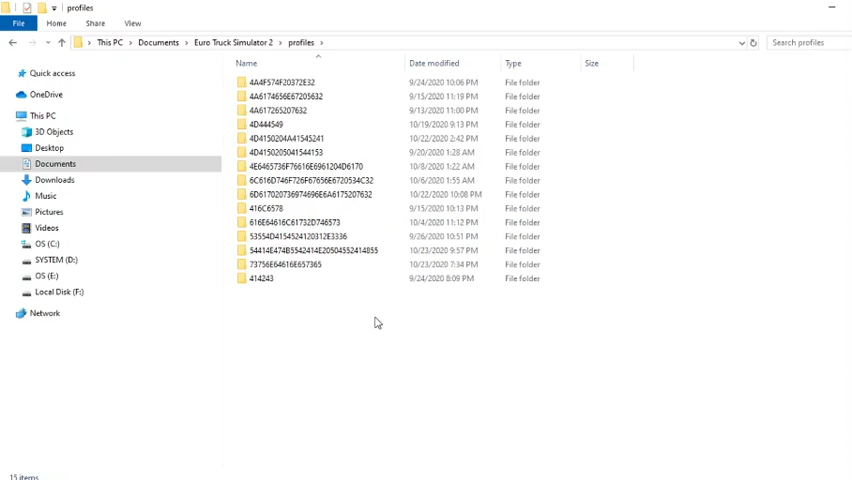 profiles
File Home Share View
This PC Documents Euro Truck Simulator 2 profiles Search profiles
Name Date modified Type Size
Quick access
OneDrive
This PC
3D Objects
Desktop
Documents
Downloads
Music
Pictures
Videos
OS (C:)
SYSTEM (D:)
OS (E:)
Local Disk (F:)
Network
4A4F574F20372E32 9/24/2020 10:06 PM File folder
4A6174656E67205632 9/15/2020 11:19 PM File folder
4A617265207632 9/13/2020 11:00 PM File folder
4D444549 10/19/2020 9:13 PM File folder
4D4150204A41545241 10/22/2020 2:42 PM File folder
4D4150205041544153 9/20/2020 1:28 AM File folder
4E6465736F76616E6961204D6170 10/8/2020 1:22 AM File folder
6C616D746F726F67656E6720534C32 10/6/2020 1:55 AM File folder
6D617020736974696E6A6175207632 10/22/2020 10:08 PM File folder
416C6578 9/15/2020 10:13 PM File folder
616E64616C61732D746573 10/4/2020 11:12 PM File folder
53554D4154524120312E3336 9/26/2020 10:51 PM File folder
54414E474B5542414E20504552414855 10/23/2020 9:57 PM File folder
73756E64616E657365 10/23/2020 7:34 PM File folder
414243 9/24/2020 8:09 PM File folder
15 items